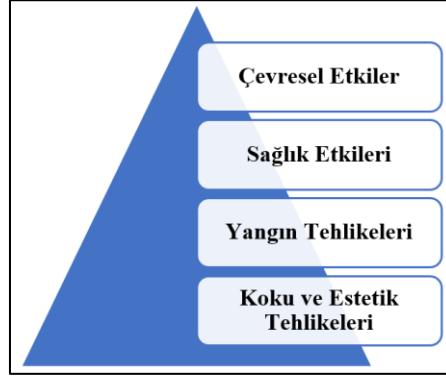 Çevresel Etkiler
Sağlık Etkileri
Yangın Tehlikeleri
Koku ve Estetik
Tehlikeleri